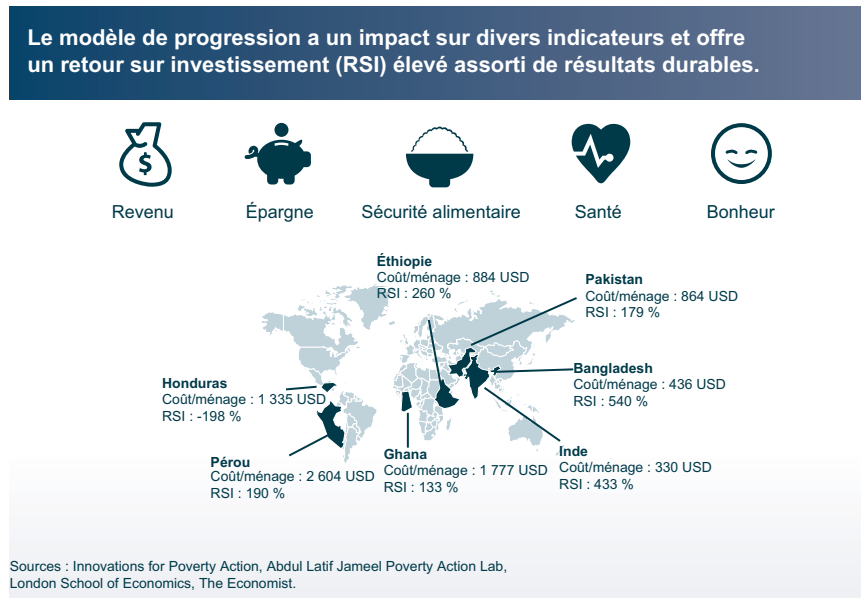 Le modèle de progression a un impact sur divers indicateurs et offre
un retour sur investissement (RSI) élevé assorti de résultats durables.
$
Revenu
Épargne
Sécurité alimentaire
Santé
Bonheur
Éthiopie
Coût/ménage : 884 USD
RSI : 260 %
Pakistan
Coût/ménage : 864 USD
RSI : 179 %
Bangladesh
Coût/ménage : 436 USD
RSI : 540 %
Honduras
Coût/ménage : 1 335 USD
RSI : -198 %
Inde
Coût/ménage : 330 USD
RSI : 433 %
Ghana
Coût/ménage : 1 777 USD
RSI : 133 %
Pérou
Coût/ménage : 2 604 USD
RSI : 190 %
Sources : Innovations for Poverty Action, Abdul Latif Jameel Poverty Action Lab,
London School of Economics, The Economist.